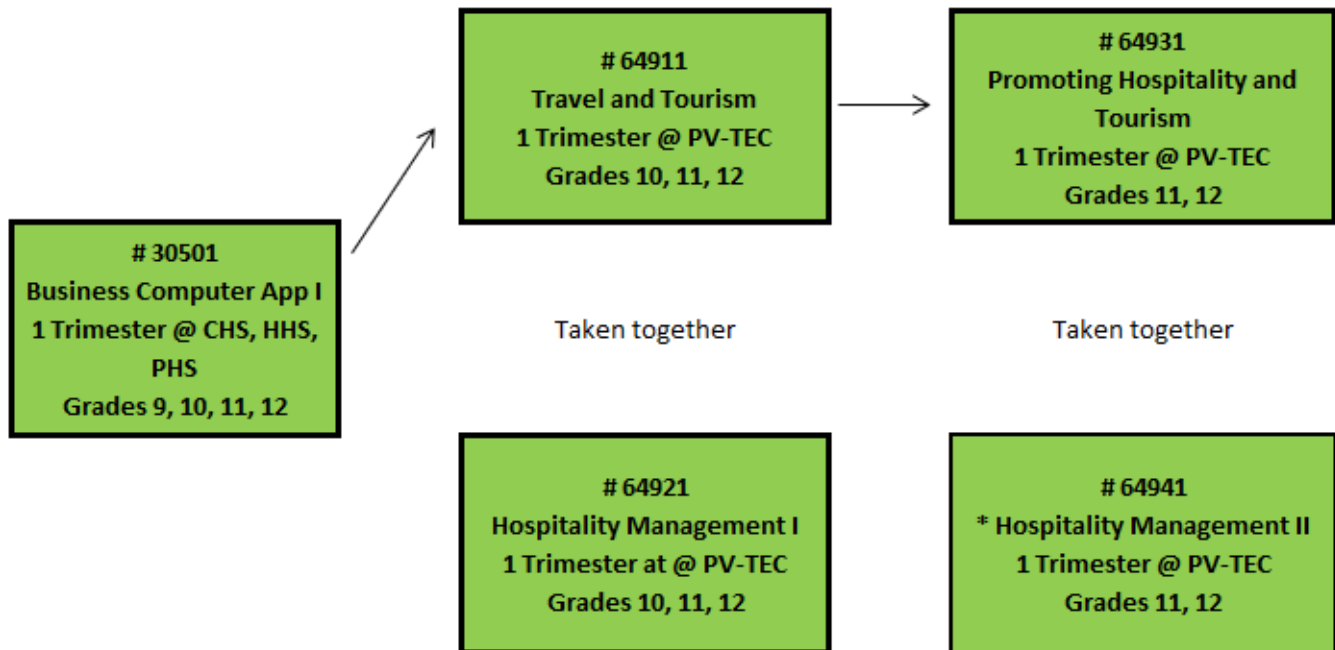 # 30501
Business Computer App I
1 Trimester @ CHS, HHS,
PHS
Grades 9, 10, 11, 12
# 64911
Travel and Tourism
1 Trimester @ PV-TEC
Grades 10, 11, 12
Taken together
# 64921
Hospitality Management I
1 Trimester at @ PV-TEC
Grades 10, 11, 12
# 64931
Promoting Hospitality and
Tourism
1 Trimester @ PV-TEC
Grades 11, 12
Taken together
# 64941
* Hospitality Management II
1 Trimester @ PV-TEC
Grades 11, 12